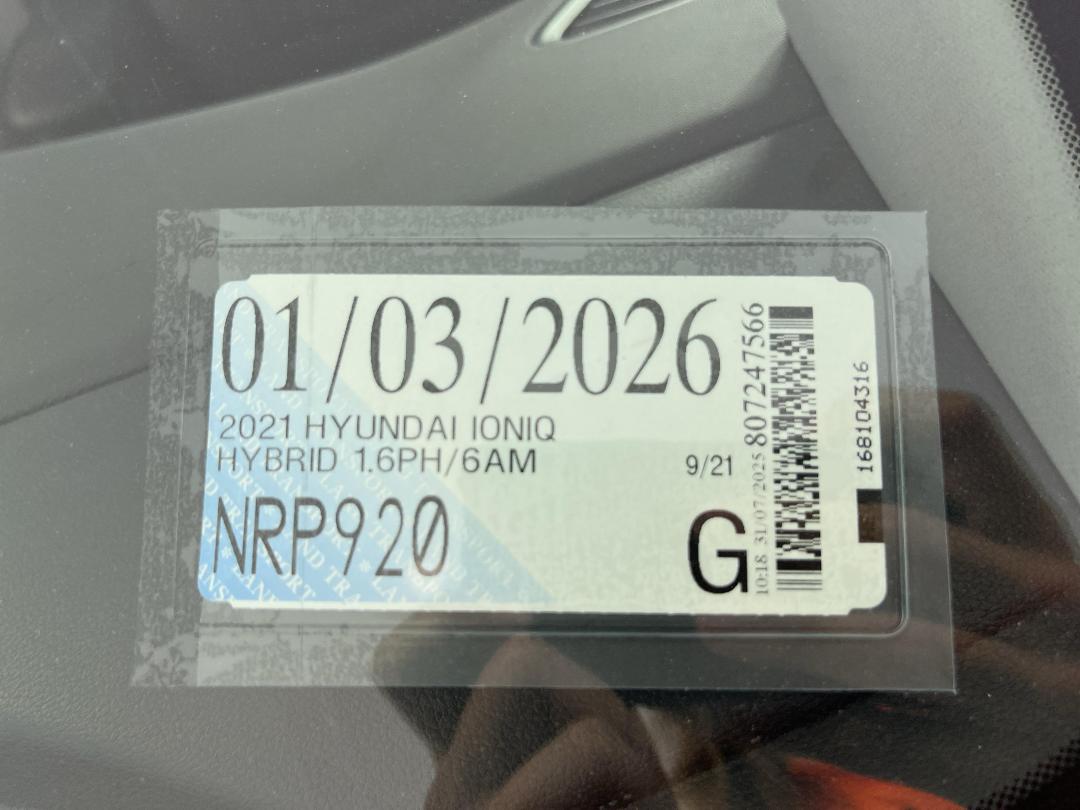 01/03/2026
2021 HYUNDAI IONIQ
HYBRID 1.6PH/6AM
9/21
NRP920
G
10:18 31/07/2025 807247566
168104316